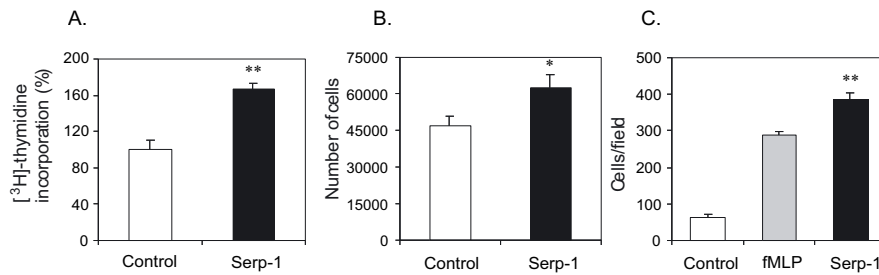 A.
B.
C.
[³H]-thymidine
incorporation (%)
200
160
120
80
40
0
**
Control
Serp-1
Number of cells
75000
60000
45000
30000
15000
0
*
Control
Serp-1
Cells/field
500
400
300
200
100
0
**
Control
fMLP
Serp-1